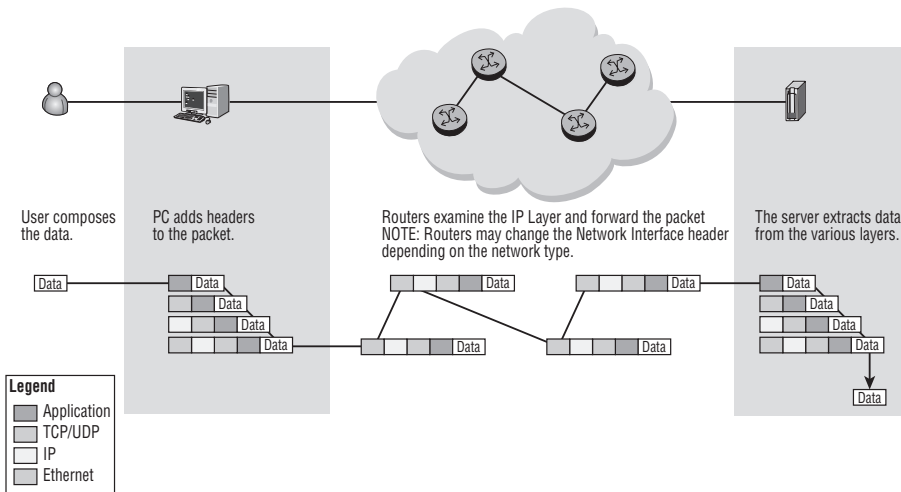 User composes
the data.
PC adds headers
to the packet.
Routers examine the IP Layer and forward the packet
NOTE: Routers may change the Network Interface header
depending on the network type.
The server extracts data
from the various layers.
Data
Data
Data
Data
Data
Data
Data
Data
Data
Data
Data
Data
Data
Data
Legend
Application
TCP/UDP
IP
Ethernet